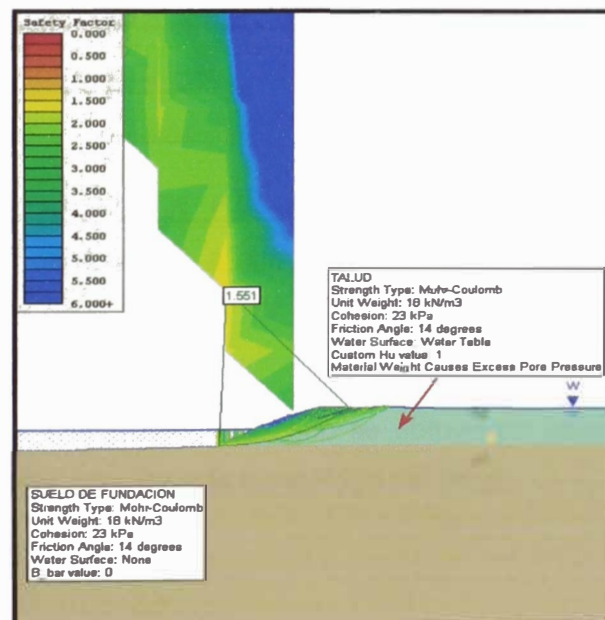 Safety Factor
0.000
0.500
1.000
1.500
2.000
2.500
3.000
3.500
4.000
4.500
5.000
5.500
6.000+
1.551
TALUD
Strength Type: Mohr-Coulomb
Unit Weight: 18 kN/m3
Cohesion: 23 kPa
Friction Angle: 14 degrees
Water Surface: Water Table
Custom Hu value: 1
Material Weight Causes Excess Pore Pressure
W
SUELO DE FUNDACION
Strength Type: Mohr-Coulomb
Unit Weight: 18 kN/m3
Cohesion: 23 kPa
Friction Angle: 14 degrees
Water Surface: None
B_bar value: 0